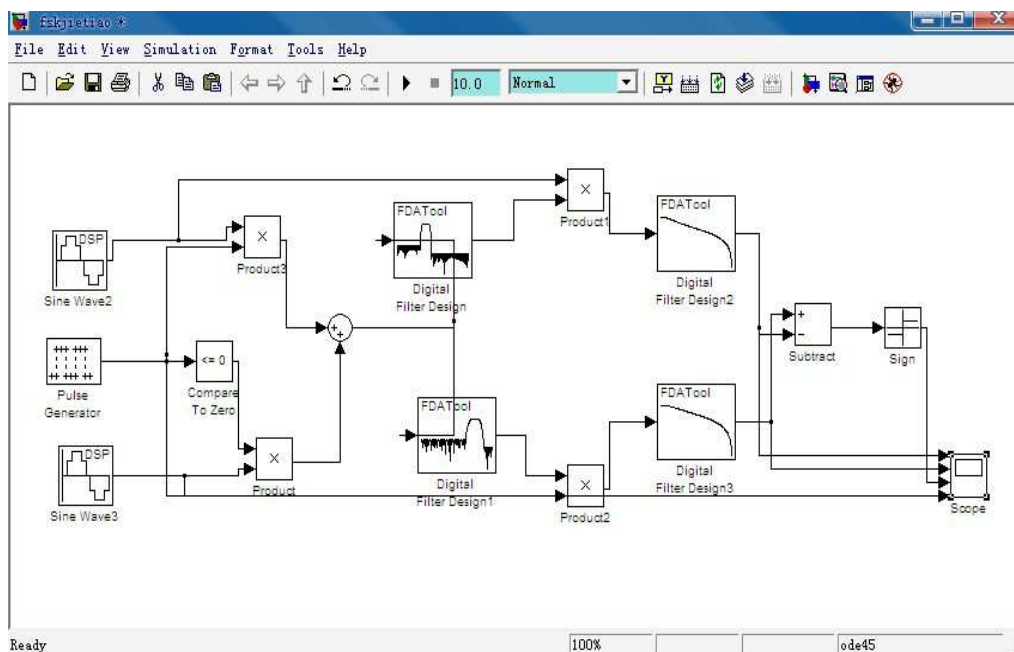 fskjietiao *
File Edit View Simulation Format Tools Help
10.0 Normal
FDATool
Product1
FDATool
DSP
Product3
Sine Wave2
Digital
Filter Design
Digital
Filter Design2
<= 0
Subtract
Sign
Pulse
Generator
Compare
To Zero
FDATool
FDATool
DSP
Product
Sine Wave3
Digital
Filter Design1
Product2
Digital
Filter Design3
Scope
Ready 100% ode45